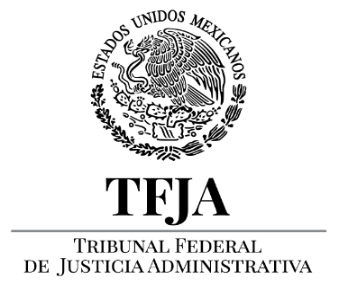 ESTADOS UNIDOS MEXICANOS
TFJA
TRIBUNAL FEDERAL
DE JUSTICIA ADMINISTRATIVA